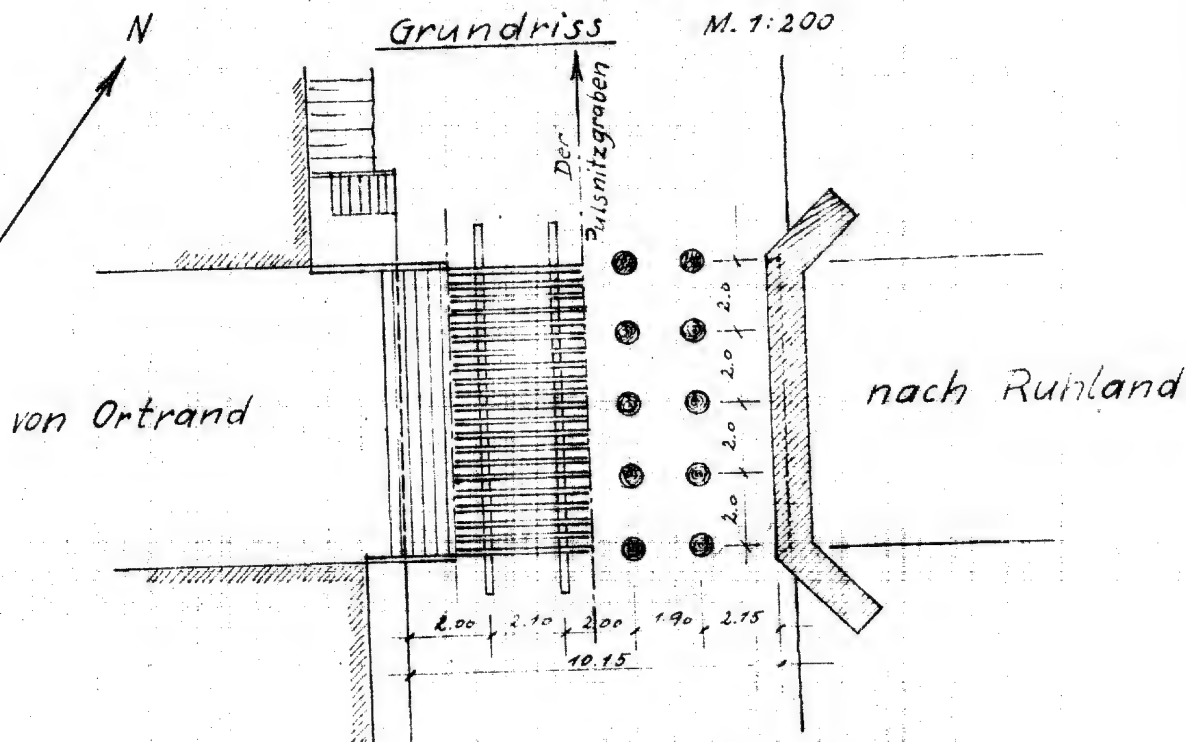 N
Grundriss
M. 1:200
Der
Pulsnitzgraben
2.0
2.0
2.0
2.0
von Ortrand
nach Ruhland
2.00 2.10 2.00 1.90 2.15
10.15